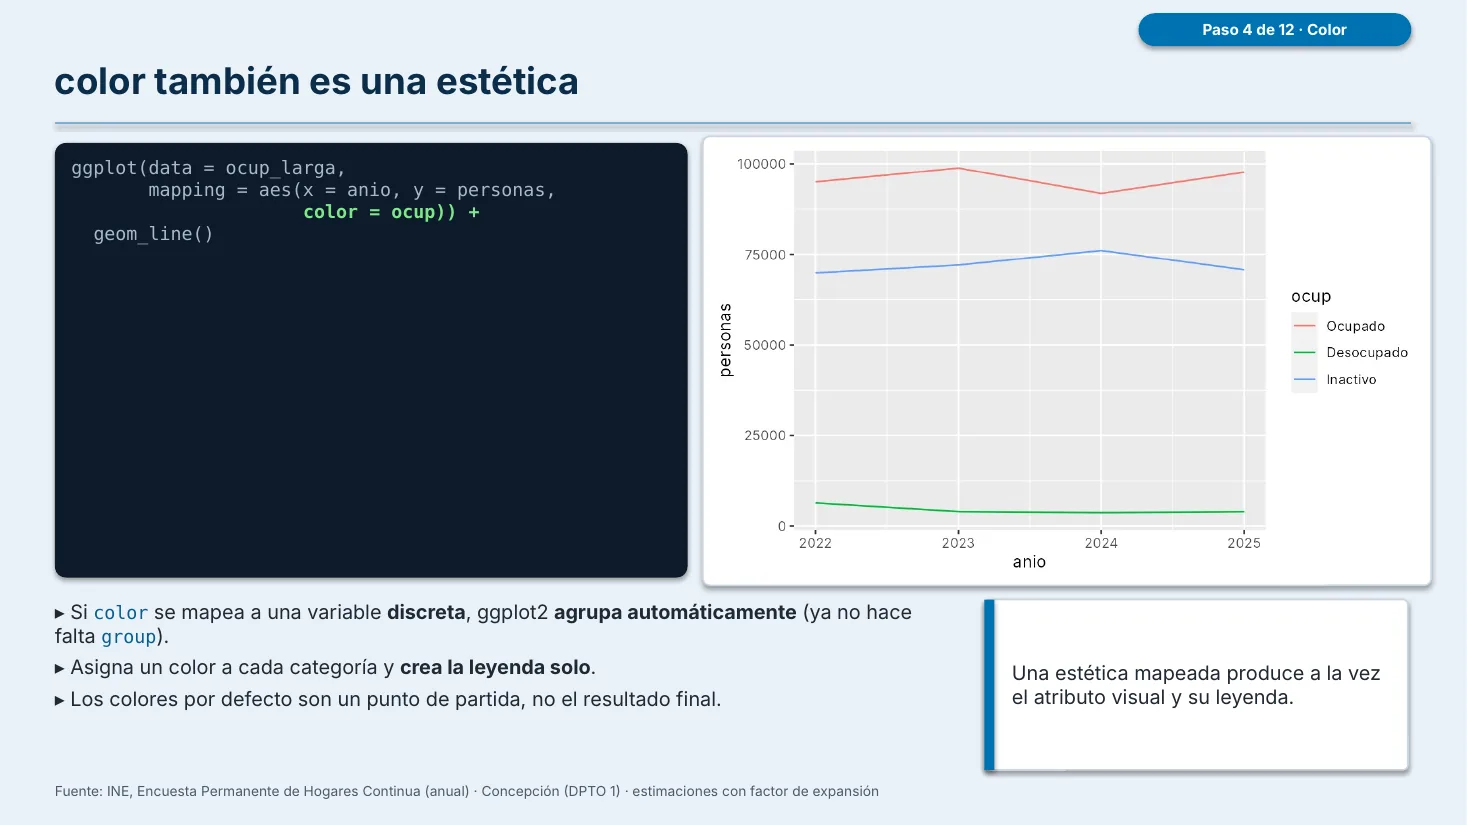 Paso 4 de 12 · Color
color también es una estética
ggplot(data = ocup_larga,
       mapping = aes(x = anio, y = personas,
                     color = ocup)) +
  geom_line()
100000
75000
50000
25000
0
personas
2022 2023 2024 2025
anio
ocup
Ocupado
Desocupado
Inactivo
▸ Si color se mapea a una variable discreta, ggplot2 agrupa automáticamente (ya no hace
falta group).
▸ Asigna un color a cada categoría y crea la leyenda solo.
▸ Los colores por defecto son un punto de partida, no el resultado final.
Una estética mapeada produce a la vez
el atributo visual y su leyenda.
Fuente: INE, Encuesta Permanente de Hogares Continua (anual) · Concepción (DPTO 1) · estimaciones con factor de expansión